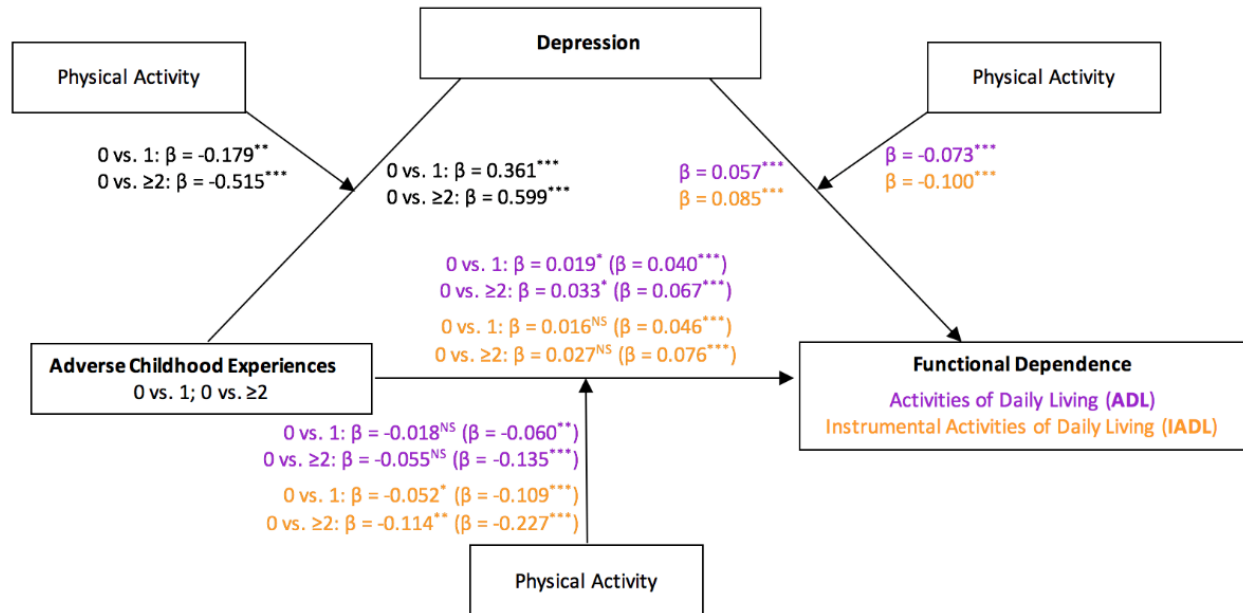 Depression
Physical Activity
Physical Activity
0 vs. 1: β = -0.179**
0 vs. ≥2: β = -0.515***
0 vs. 1: β = 0.361***
0 vs. ≥2: β = 0.599***
β = 0.057***
β = 0.085***
β = -0.073***
β = -0.100***
0 vs. 1: β = 0.019* (β = 0.040***)
0 vs. ≥2: β = 0.033* (β = 0.067***)
0 vs. 1: β = 0.016NS (β = 0.046***)
0 vs. ≥2: β = 0.027NS (β = 0.076***)
Adverse Childhood Experiences
0 vs. 1; 0 vs. ≥2
Functional Dependence
Activities of Daily Living (ADL)
Instrumental Activities of Daily Living (IADL)
0 vs. 1: β = -0.018NS (β = -0.060**)
0 vs. ≥2: β = -0.055NS (β = -0.135***)
0 vs. 1: β = -0.052* (β = -0.109***)
0 vs. ≥2: β = -0.114** (β = -0.227***)
Physical Activity